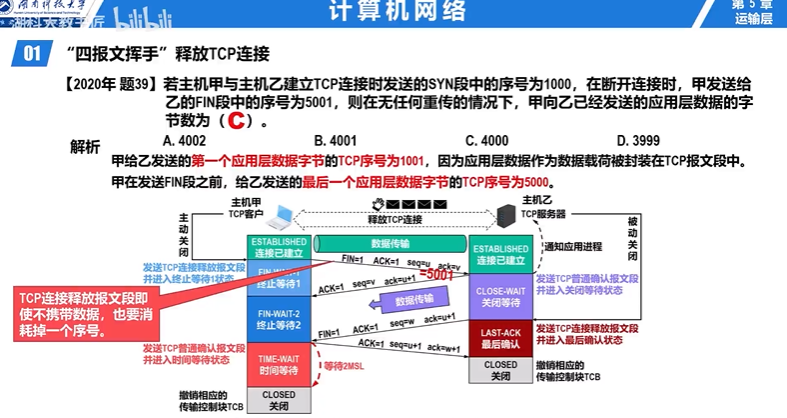 湖南科技大学
计算机网络
第5章
运输层
湖科大教书匠 bilibili
01 “四报文挥手”释放TCP连接
【2020年 题39】若主机甲与主机乙建立TCP连接时发送的SYN段中的序号为1000，在断开连接时，甲发送给
乙的FIN段中的序号为5001，则在无任何重传的情况下，甲向乙已经发送的应用层数据的字
节数为（ C ）。
A. 4002 B. 4001 C. 4000 D. 3999
解析
甲给乙发送的第一个应用层数据字节的TCP序号为1001，因为应用层数据作为数据载荷被封装在TCP报文段中。
甲在发送FIN段之前，给乙发送的最后一个应用层数据字节的TCP序号为5000。
主机甲
TCP客户
释放TCP连接
主机乙
TCP服务器
主动关闭
被动关闭
ESTABLISHED
连接已建立
数据传输
ESTABLISHED
连接已建立
通知应用进程
FIN=1 ACK=1 seq=u ack=v
=5001
发送TCP连接释放报文段
并进入终止等待1状态
FIN-WAIT-1
终止等待1
ACK=1 seq=v ack=u+1
CLOSE-WAIT
关闭等待
发送TCP普通确认报文段
并进入关闭等待状态
TCP连接释放报文段即
使不携带数据，也要消
耗掉一个序号。
数据传输
FIN-WAIT-2
终止等待2
FIN=1 ACK=1 seq=w ack=u+1
LAST-ACK
最后确认
发送TCP连接释放报文段
并进入最后确认状态
ACK=1 seq=u+1 ack=w+1
发送TCP普通确认报文段
并进入时间等待状态
TIME-WAIT
时间等待
等待2MSL
CLOSED
关闭
撤销相应的
传输控制块TCB
撤销相应的
传输控制块TCB
CLOSED
关闭